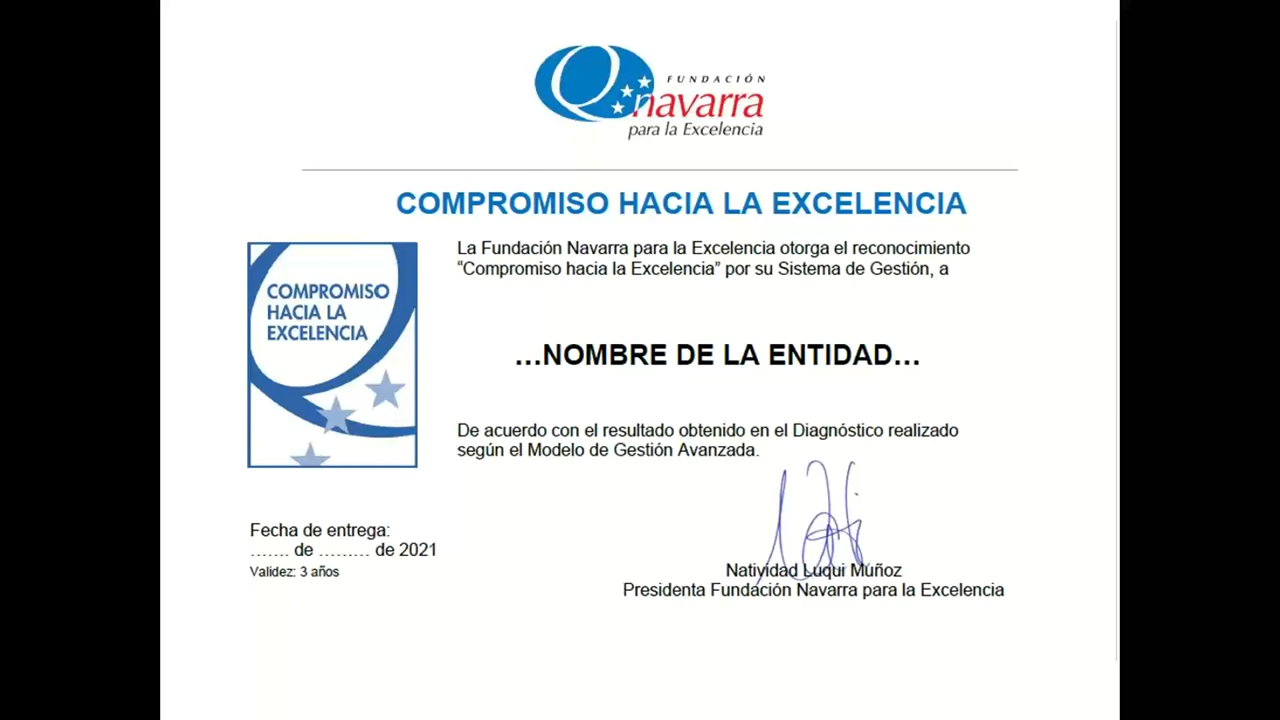 FUNDACIÓN
navarra
para la Excelencia
COMPROMISO HACIA LA EXCELENCIA
COMPROMISO
HACIA LA
EXCELENCIA
La Fundación Navarra para la Excelencia otorga el reconocimiento
“Compromiso hacia la Excelencia” por su Sistema de Gestión, a
…NOMBRE DE LA ENTIDAD…
De acuerdo con el resultado obtenido en el Diagnóstico realizado
según el Modelo de Gestión Avanzada.
Fecha de entrega:
……. de ……… de 2021
Validez: 3 años
Natividad Luqui Muñoz
Presidenta Fundación Navarra para la Excelencia